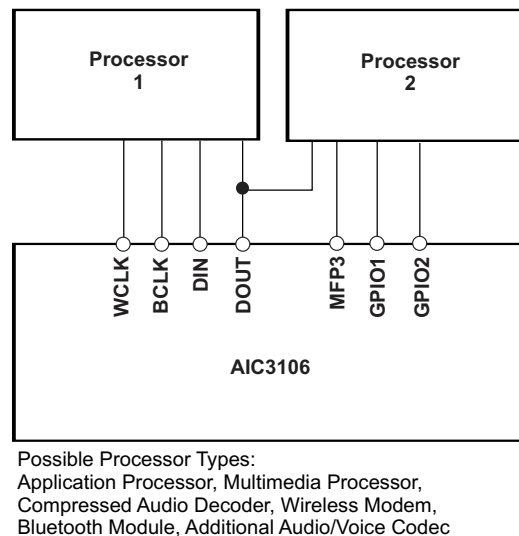 Processor
1
Processor
2
WCLK
BCLK
DIN
DOUT
MFP3
GPIO1
GPIO2
AIC3106
Possible Processor Types:
Application Processor, Multimedia Processor,
Compressed Audio Decoder, Wireless Modem,
Bluetooth Module, Additional Audio/Voice Codec